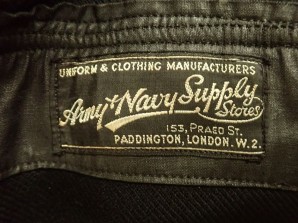 UNIFORM & CLOTHING MANUFACTURERS
Army & Navy Supply
Stores
153, PRAED ST.
PADDINGTON, LONDON. W.2.